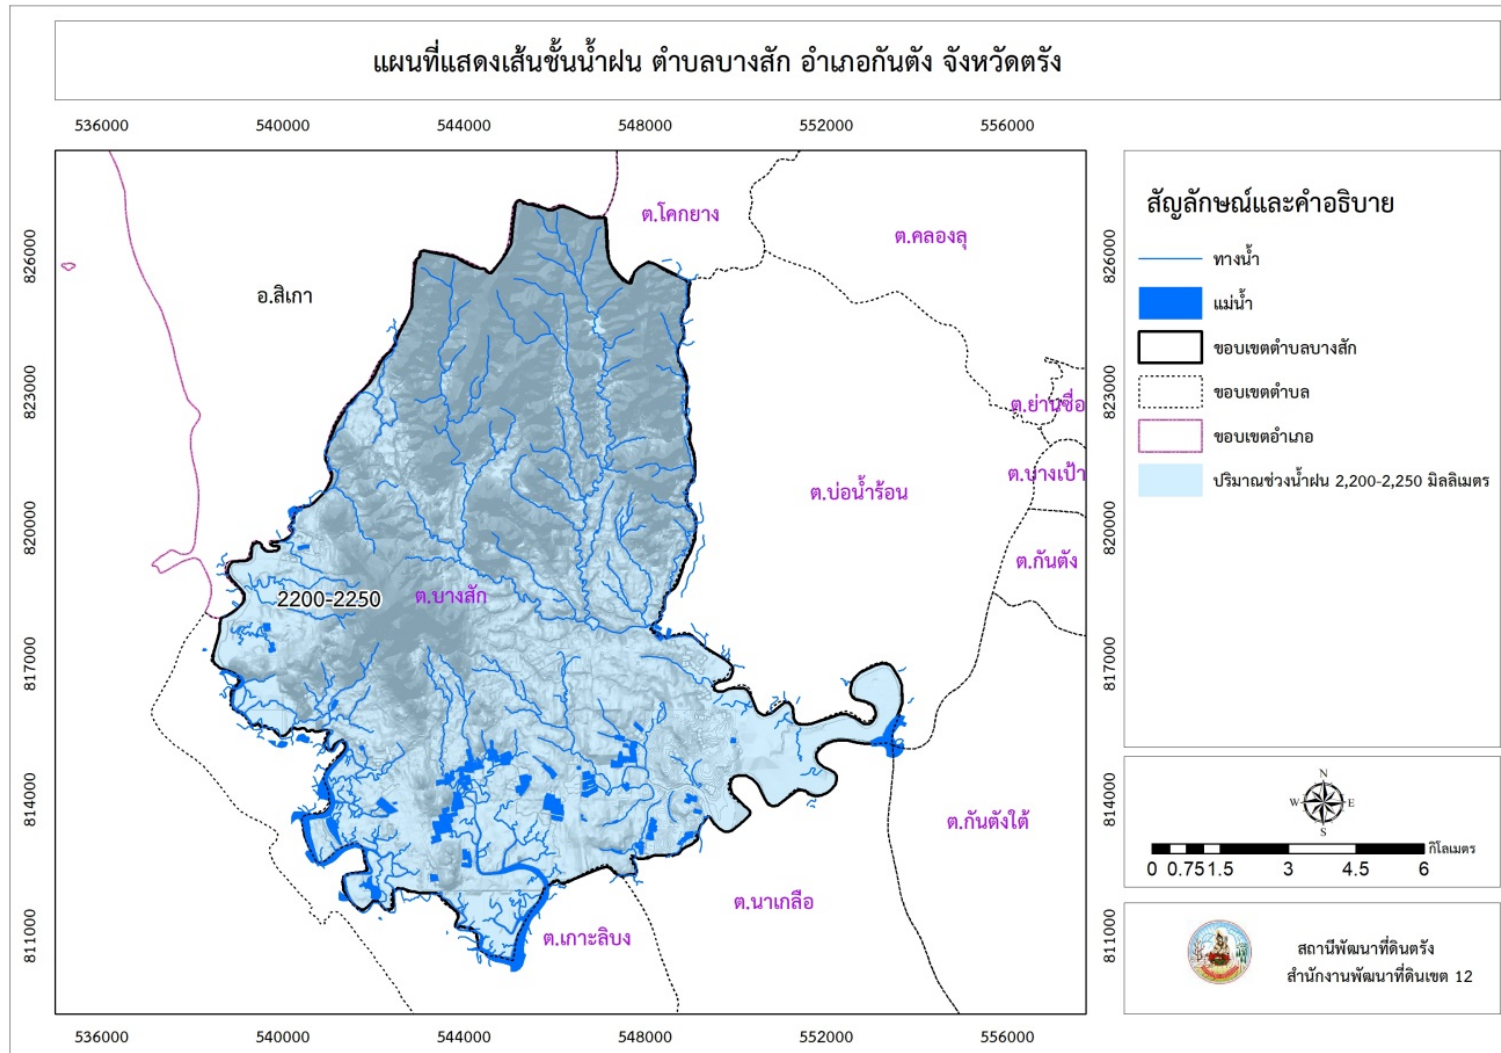 แผนที่แสดงเส้นชั้นน้ำฝน ตำบลบางสัก อำเภอกันตัง จังหวัดตรัง
536000 540000 544000 548000 552000 556000
826000
823000
820000
817000
814000
811000
ต.โคกยาง
ต.คลองลุ
อ.สิเกา
ต.ย่านซื่อ
ต.บางเป้า
ต.บ่อน้ำร้อน
ต.กันตัง
2200-2250
ต.บางสัก
ต.กันตังใต้
ต.นาเกลือ
ต.เกาะลิบง
826000
823000
820000
817000
814000
811000
536000 540000 544000 548000 552000 556000
สัญลักษณ์และคำอธิบาย
ทางน้ำ
แม่น้ำ
ขอบเขตตำบลบางสัก
ขอบเขตตำบล
ขอบเขตอำเภอ
ปริมาณช่วงน้ำฝน 2,200-2,250 มิลลิเมตร
N
W E
S
กิโลเมตร
0 0.75 1.5 3 4.5 6
สถานีพัฒนาที่ดินตรัง
สำนักงานพัฒนาที่ดินเขต 12